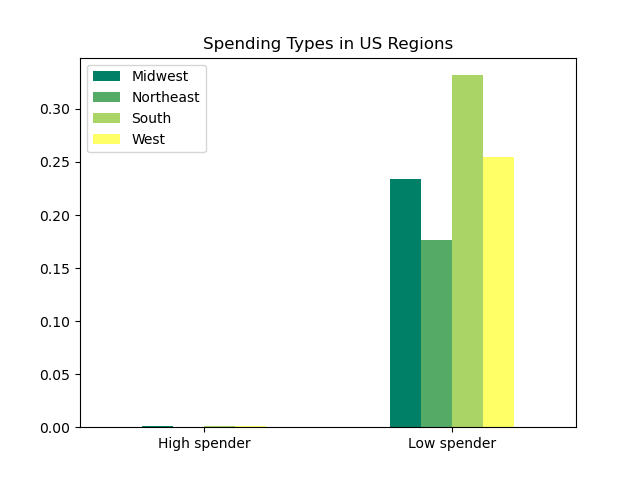 Spending Types in US Regions
Midwest
Northeast
South
West
0.30
0.25
0.20
0.15
0.10
0.05
0.00
High spender
Low spender